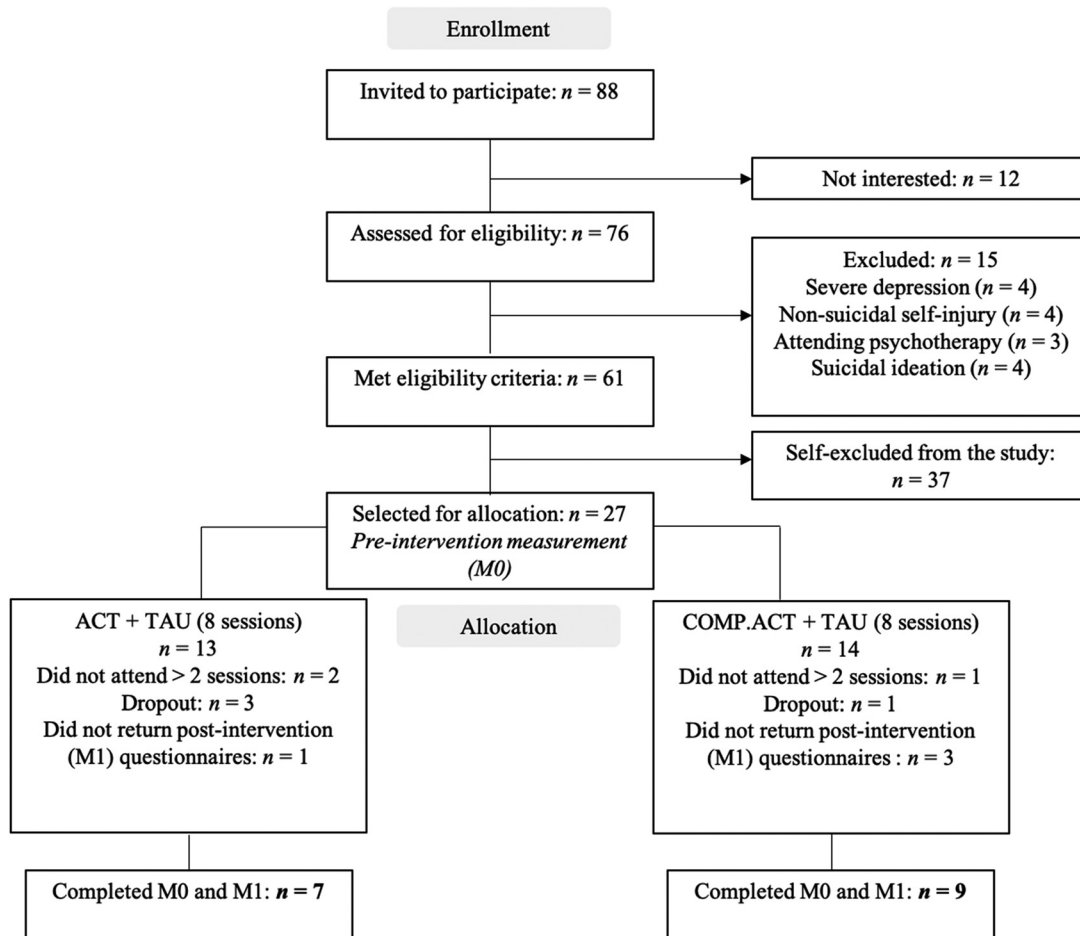 Enrollment
Invited to participate: n = 88
Not interested: n = 12
Assessed for eligibility: n = 76
Excluded: n = 15
Severe depression (n = 4)
Non-suicidal self-injury (n = 4)
Attending psychotherapy (n = 3)
Suicidal ideation (n = 4)
Met eligibility criteria: n = 61
Self-excluded from the study:
n = 37
Selected for allocation: n = 27
Pre-intervention measurement
(M0)
Allocation
ACT + TAU (8 sessions)
n = 13
Did not attend > 2 sessions: n = 2
Dropout: n = 3
Did not return post-intervention
(M1) questionnaires: n = 1
COMP.ACT + TAU (8 sessions)
n = 14
Did not attend > 2 sessions: n = 1
Dropout: n = 1
Did not return post-intervention
(M1) questionnaires : n = 3
Completed M0 and M1: n = 7
Completed M0 and M1: n = 9